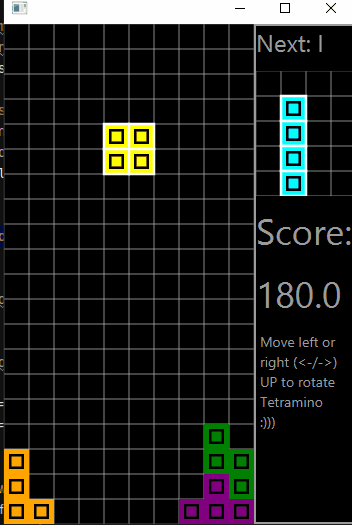 Next: I
Score:
180.0
Move left or
right (<-/->)
UP to rotate
Tetramino
:)))